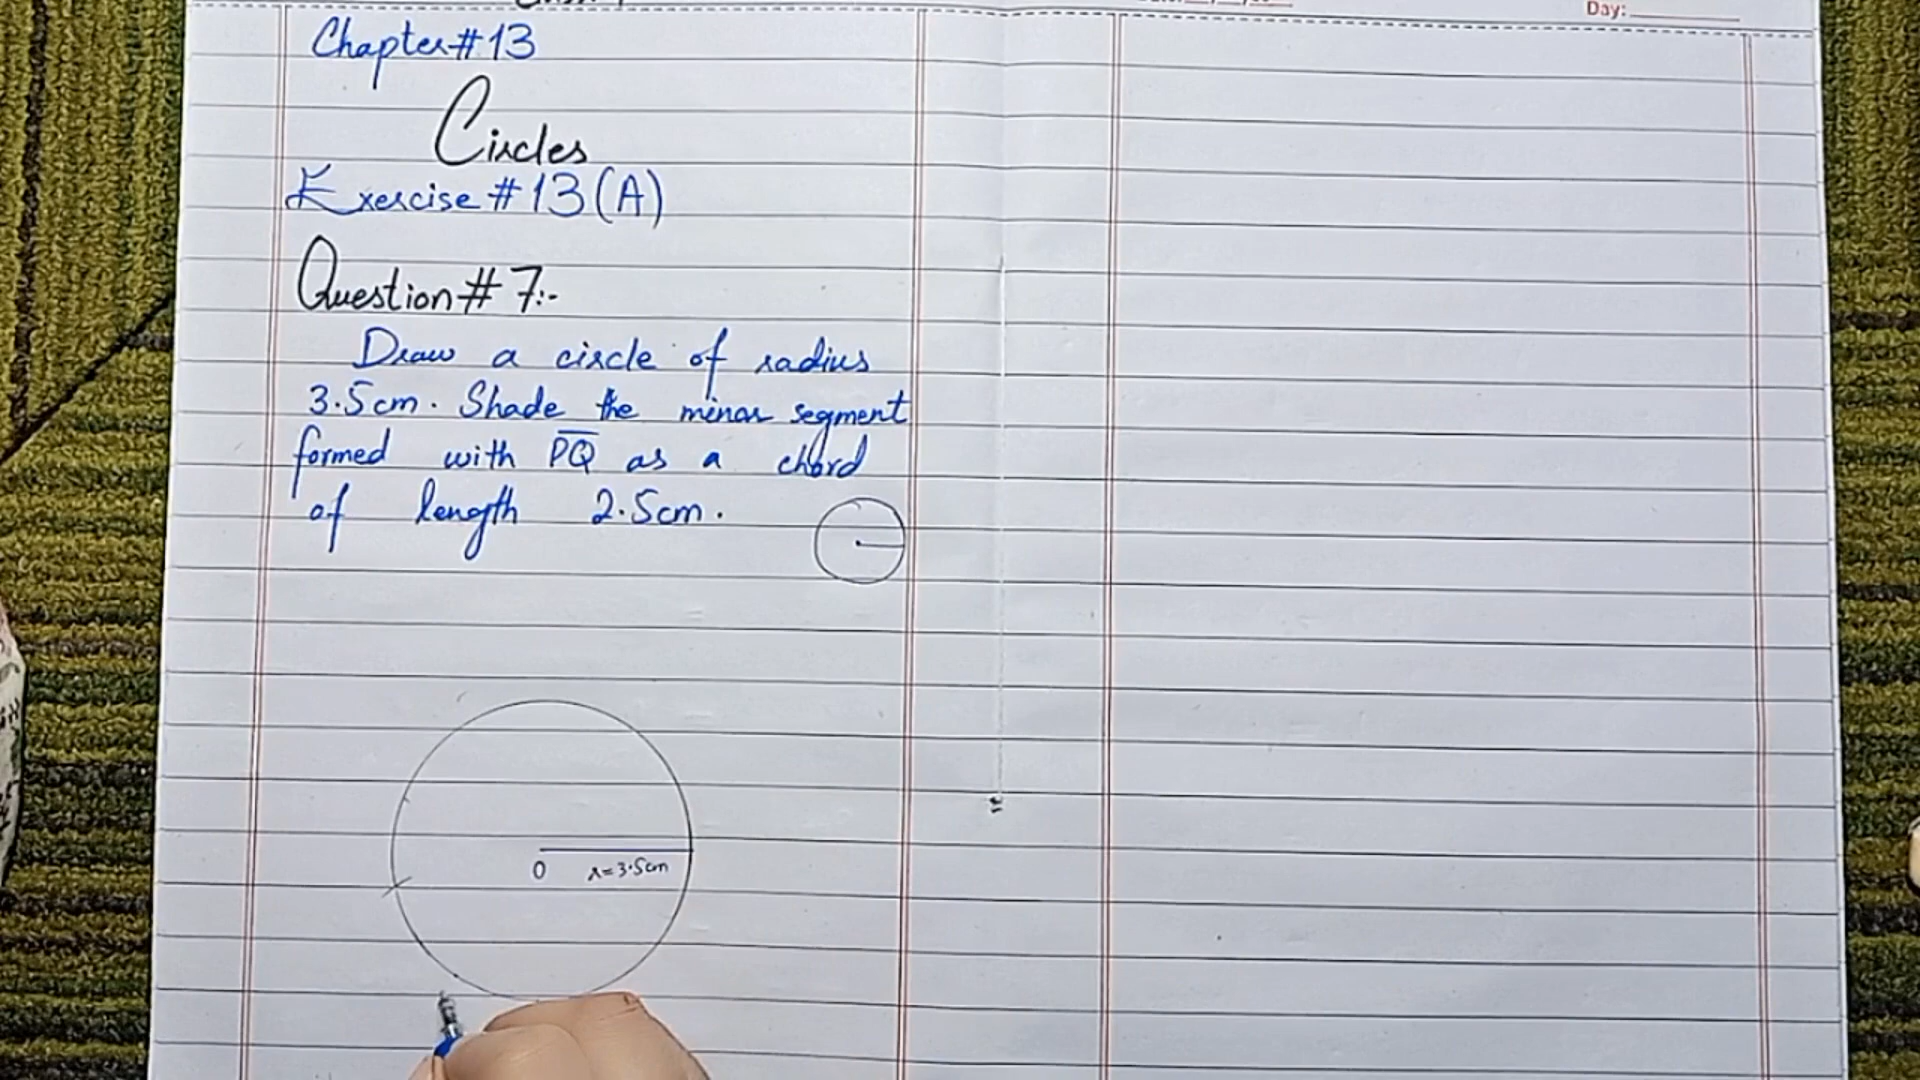 Day:
Chapter# 13
Circles
Exercise # 13 (A)
Question # 7:-
Draw a circle of radius
3.5cm. Shade the minor segment
formed with PQ as a chord
of length 2.5cm.
O r=3.5cm